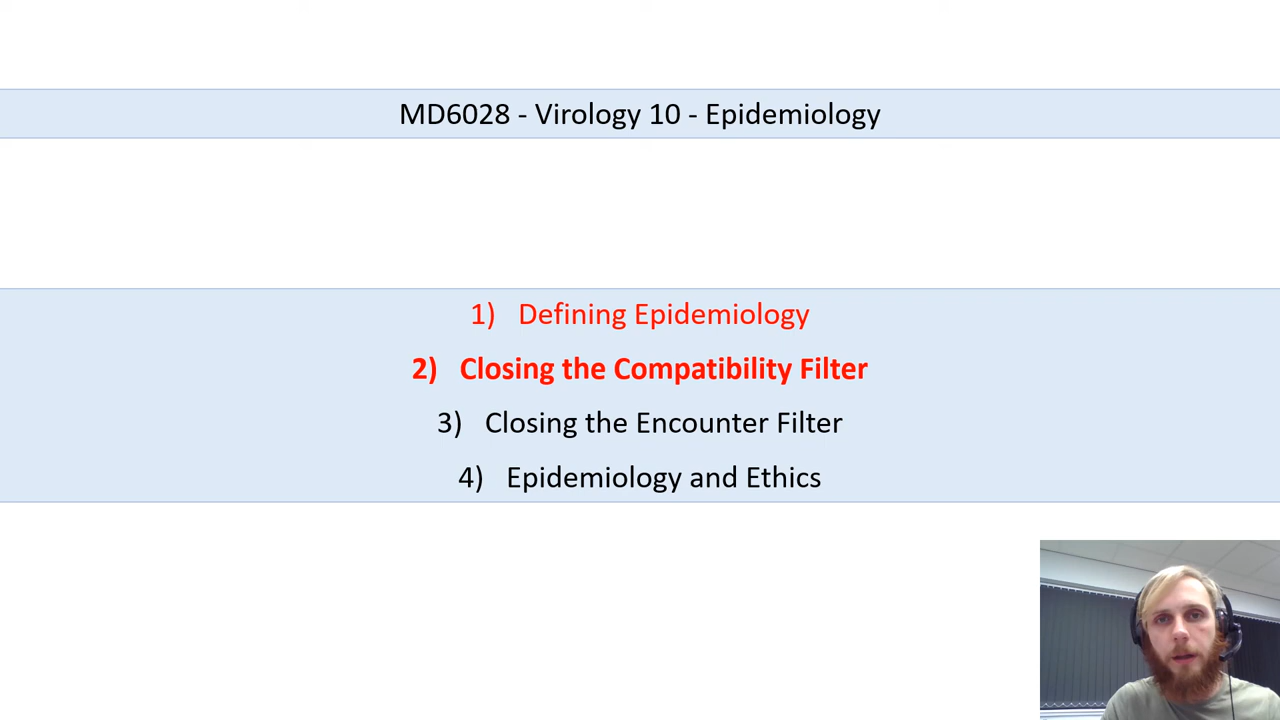 MD6028 - Virology 10 - Epidemiology
1) Defining Epidemiology
2) Closing the Compatibility Filter
3) Closing the Encounter Filter
4) Epidemiology and Ethics